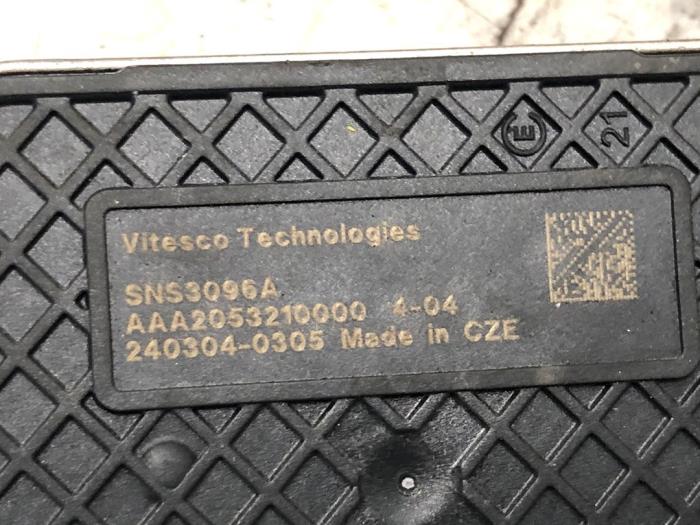 E 21
Vitesco Technologies
SNS3096A
AAA2053210000 4-04
240304-0305 Made in CZE